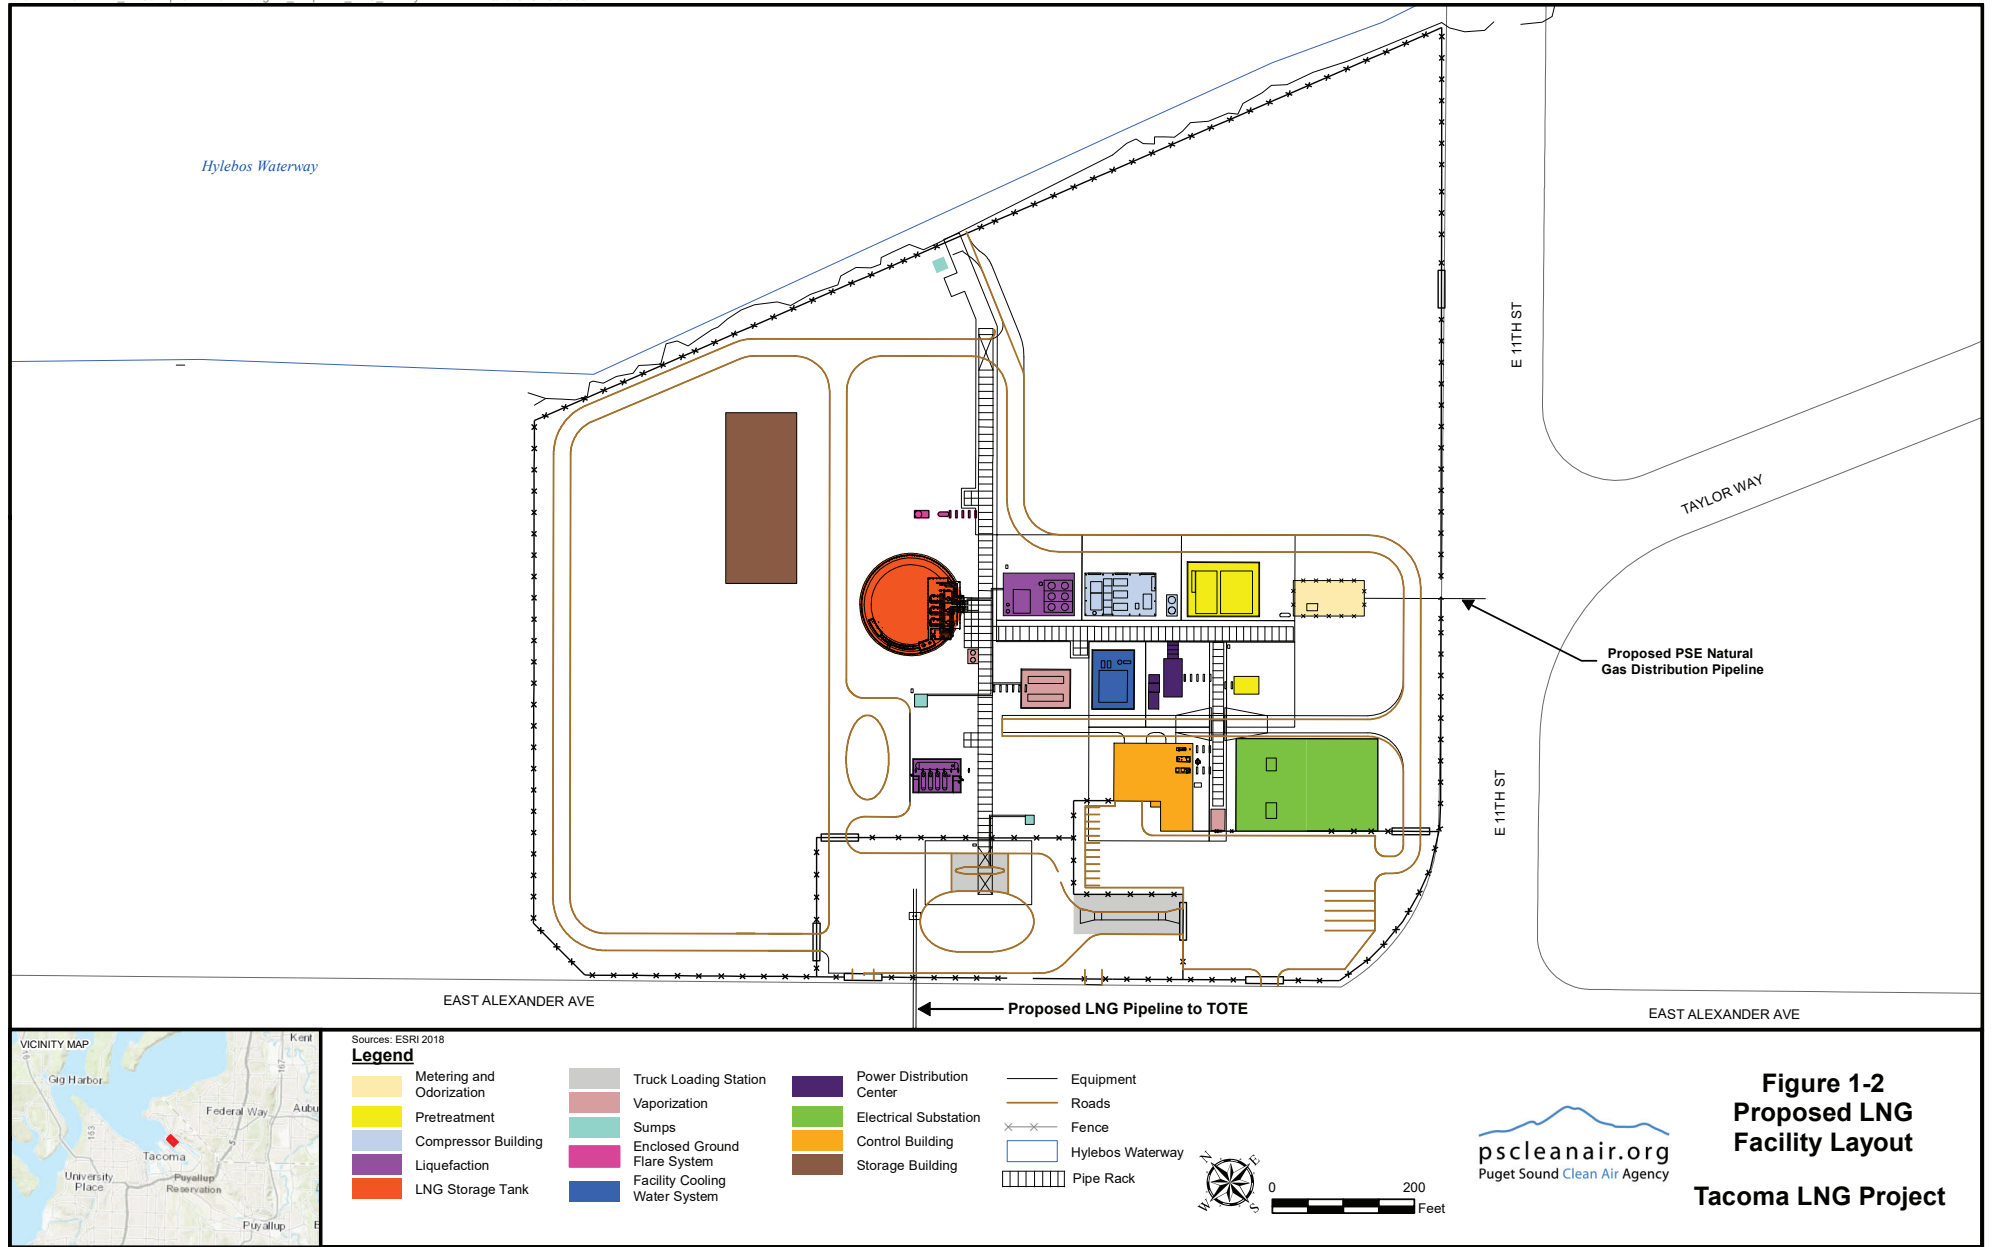 Hylebos Waterway
E 11TH ST
TAYLOR WAY
Proposed PSE Natural
Gas Distribution Pipeline
E 11TH ST
EAST ALEXANDER AVE
Proposed LNG Pipeline to TOTE
EAST ALEXANDER AVE
VICINITY MAP
Kent
167
16
Gig Harbor
Federal Way
Aubu
163
5
Tacoma
University
Place
Puyallup
Reservation
Puyallup
Sources: ESRI 2018
Legend
Metering and
Odorization
Pretreatment
Compressor Building
Liquefaction
LNG Storage Tank
Truck Loading Station
Vaporization
Sumps
Enclosed Ground
Flare System
Facility Cooling
Water System
Power Distribution
Center
Electrical Substation
Control Building
Storage Building
Equipment
Roads
Fence
Hylebos Waterway
Pipe Rack
N
E
W
S
0 200
Feet
pscleanair.org
Puget Sound Clean Air Agency
Figure 1-2
Proposed LNG
Facility Layout
Tacoma LNG Project